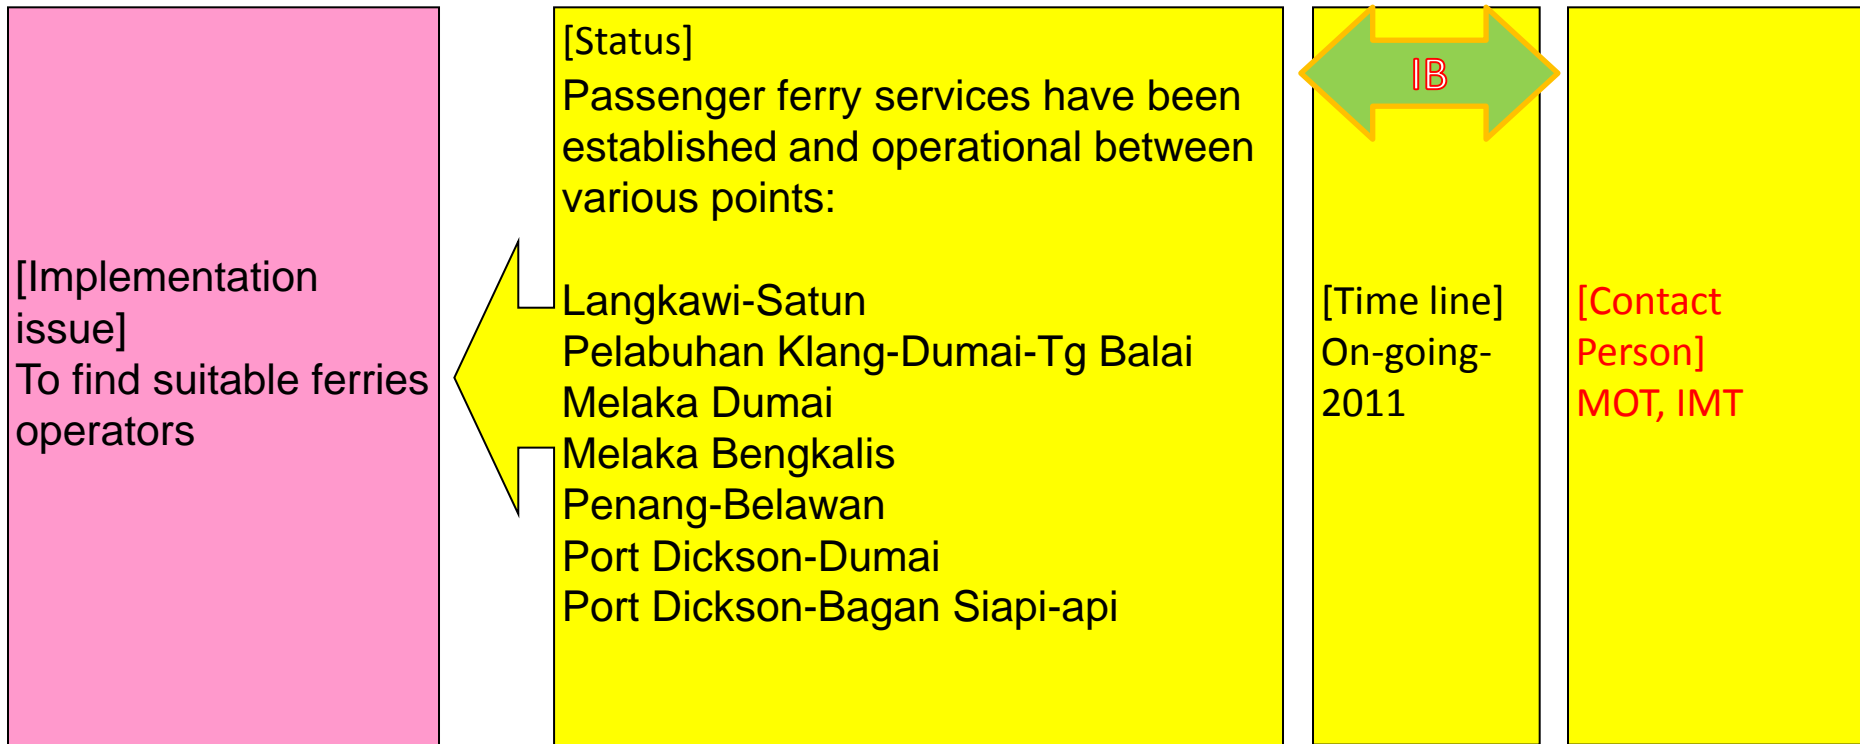 [Implementation
issue]
To find suitable ferries
operators
[Status]
Passenger ferry services have been
established and operational between
various points:
Langkawi-Satun
Pelabuhan Klang-Dumai-Tg Balai
Melaka Dumai
Melaka Bengkalis
Penang-Belawan
Port Dickson-Dumai
Port Dickson-Bagan Siapi-api
IB
[Time line]
On-going-
2011
[Contact
Person]
MOT, IMT